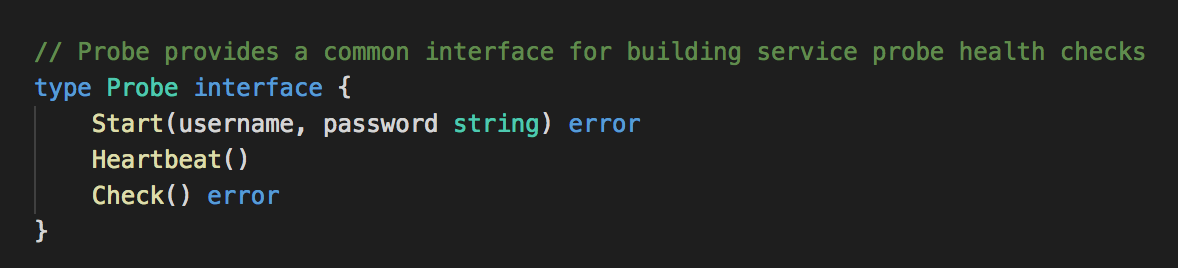 // Probe provides a common interface for building service probe health checks
type Probe interface {
    Start(username, password string) error
    Heartbeat()
    Check() error
}